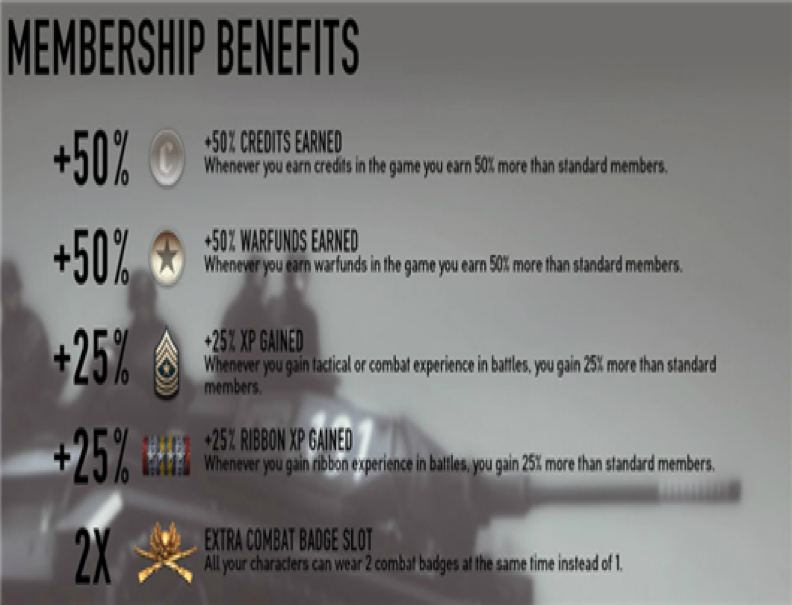 MEMBERSHIP BENEFITS
+50%
+50% CREDITS EARNED
Whenever you earn credits in the game you earn 50% more than standard members.
+50%
+50% WARFUNDS EARNED
Whenever you earn warfunds in the game you earn 50% more than standard members.
+25%
+25% XP GAINED
Whenever you gain tactical or combat experience in battles, you gain 25% more than standard
members.
+25%
+25% RIBBON XP GAINED
Whenever you gain ribbon experience in battles, you gain 25% more than standard members.
2X
EXTRA COMBAT BADGE SLOT
All your characters can wear 2 combat badges at the same time instead of 1.